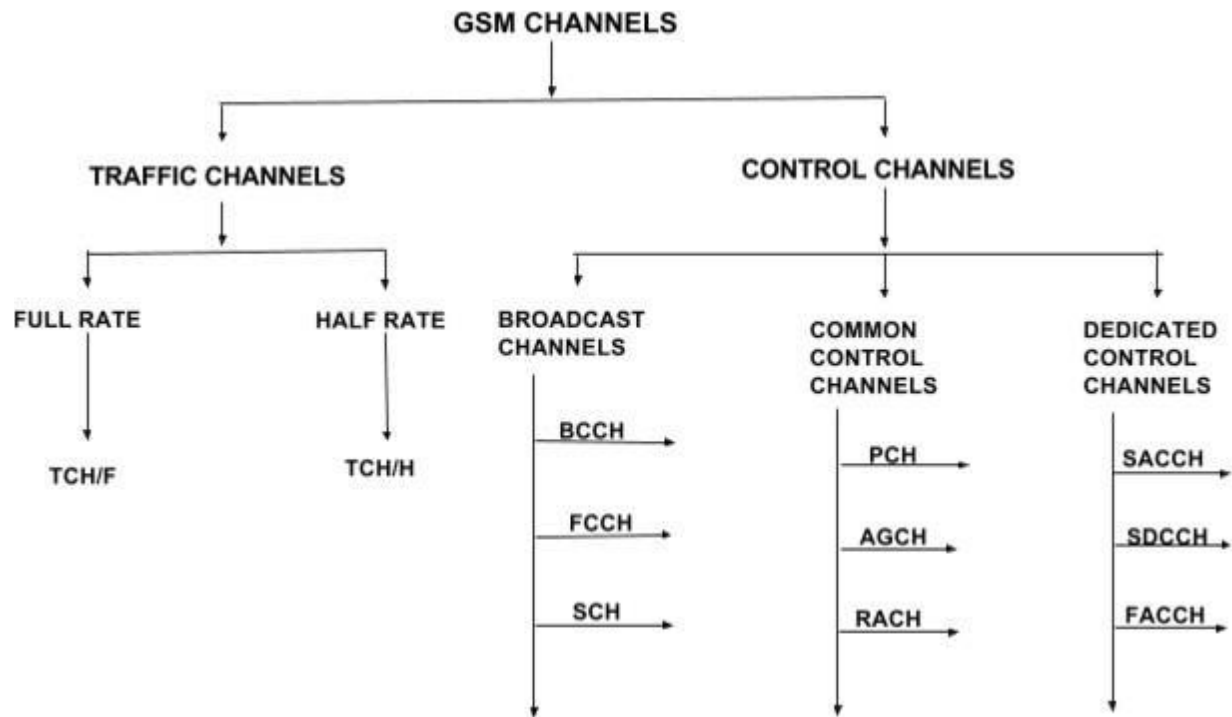 GSM CHANNELS
TRAFFIC CHANNELS
CONTROL CHANNELS
FULL RATE
HALF RATE
BROADCAST
CHANNELS
COMMON
CONTROL
CHANNELS
DEDICATED
CONTROL
CHANNELS
TCH/F
TCH/H
BCCH
FCCH
SCH
PCH
AGCH
RACH
SACCH
SDCCH
FACCH